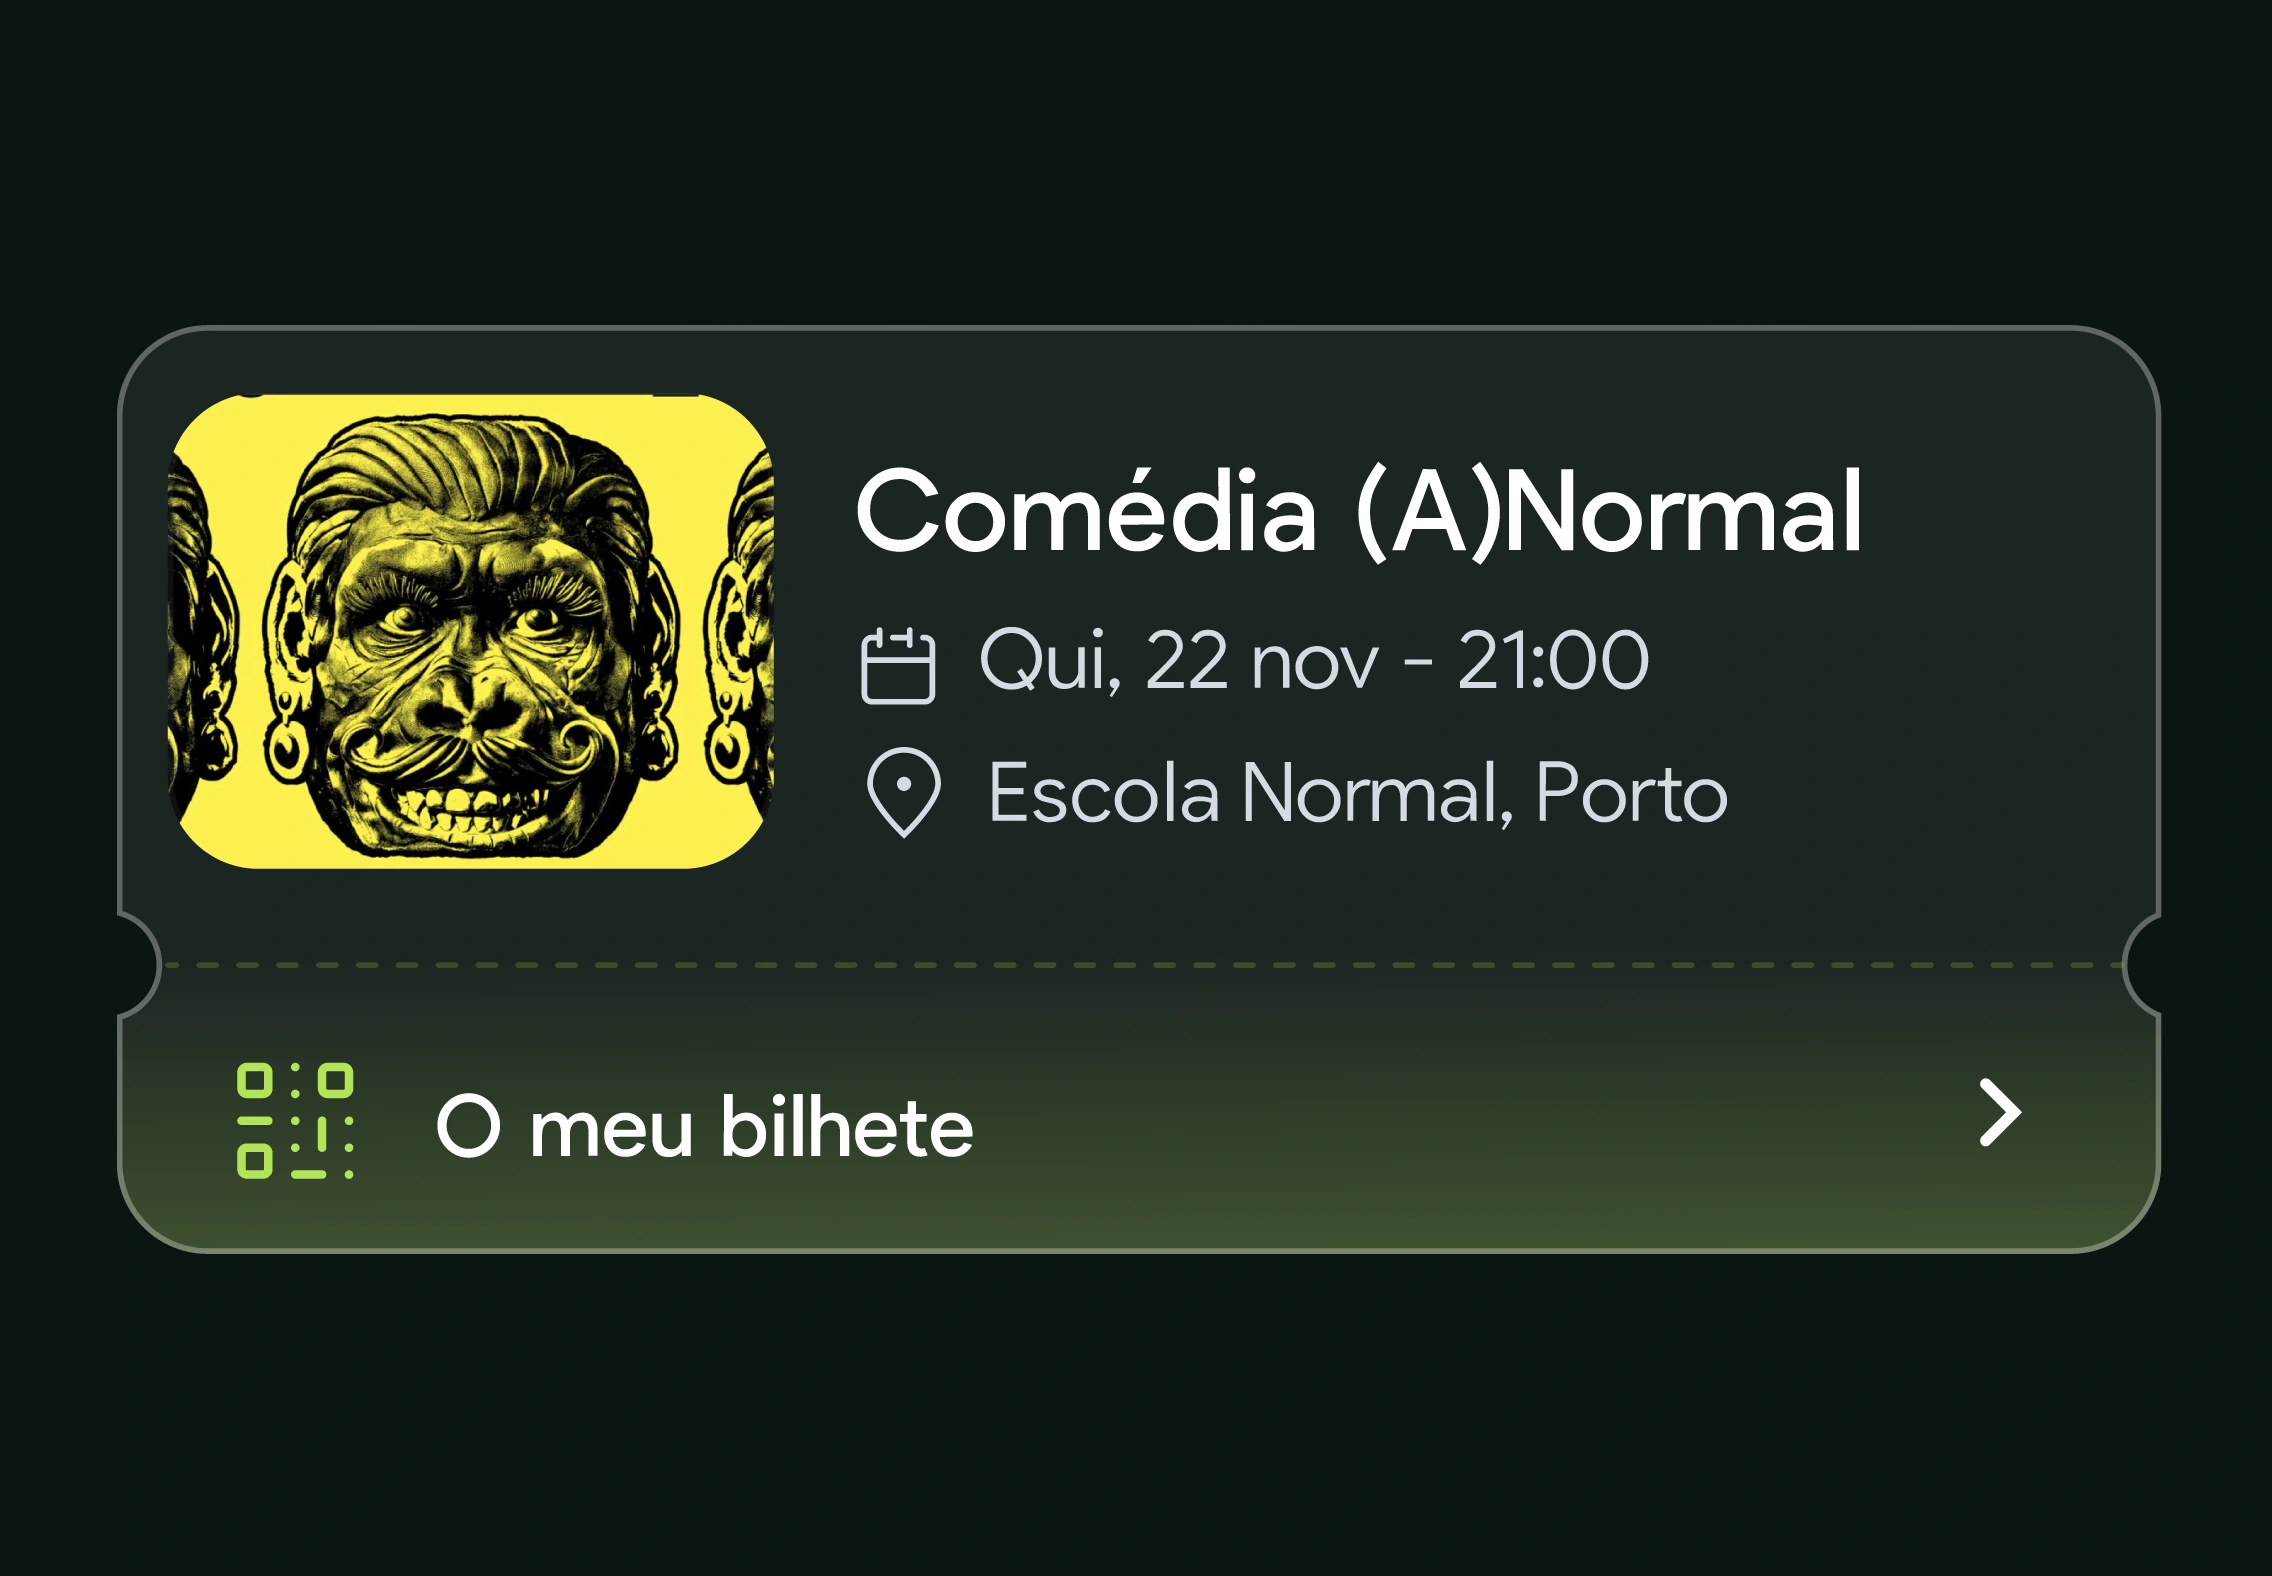 Comédia (A)Normal
Qui, 22 nov - 21:00
Escola Normal, Porto
O meu bilhete